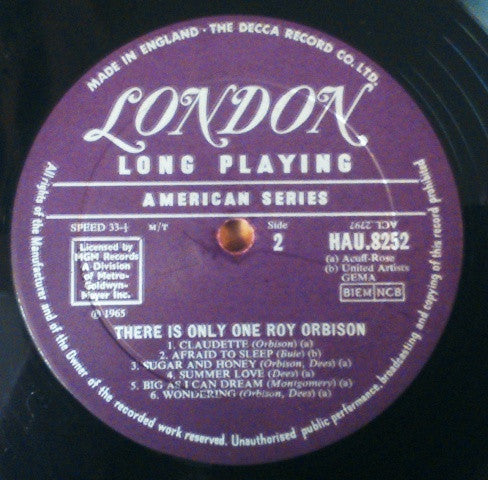 MADE IN ENGLAND · THE DECCA RECORD CO. LTD.
LONDON
LONG PLAYING
AMERICAN SERIES
SPEED 33⅓ M/T
Side
2
ACL 2797
HAU.8252
Licensed by
MGM Records
A Division
of Metro-
Goldwyn-
Mayer Inc.
(a) Acuff-Rose
(b) United Artists
GEMA
BIEM NCB
℗ 1965
THERE IS ONLY ONE ROY ORBISON
1. CLAUDETTE (Orbison) (a)
2. AFRAID TO SLEEP (Buie) (b)
3. SUGAR AND HONEY (Orbison, Dees) (a)
4. SUMMER LOVE (Dees) (a)
5. BIG AS I CAN DREAM (Montgomery) (a)
6. WONDERING (Orbison, Dees) (a)
All rights of the Manufacturer and of the Owner of the recorded work reserved. Unauthorised public performance, broadcasting and copying of this record prohibited